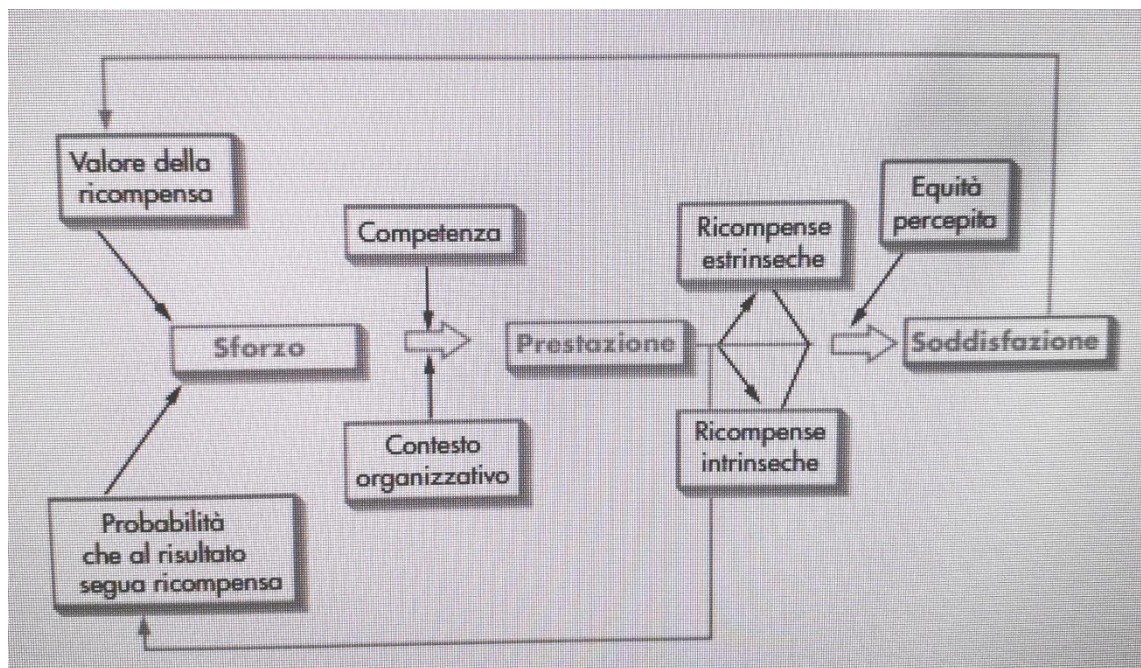 Valore della
ricompensa
Competenza
Ricompense
estrinseche
Equità
percepita
Sforzo
Prestazione
Soddisfazione
Contesto
organizzativo
Ricompense
intrinseche
Probabilità
che al risultato
segua ricompensa